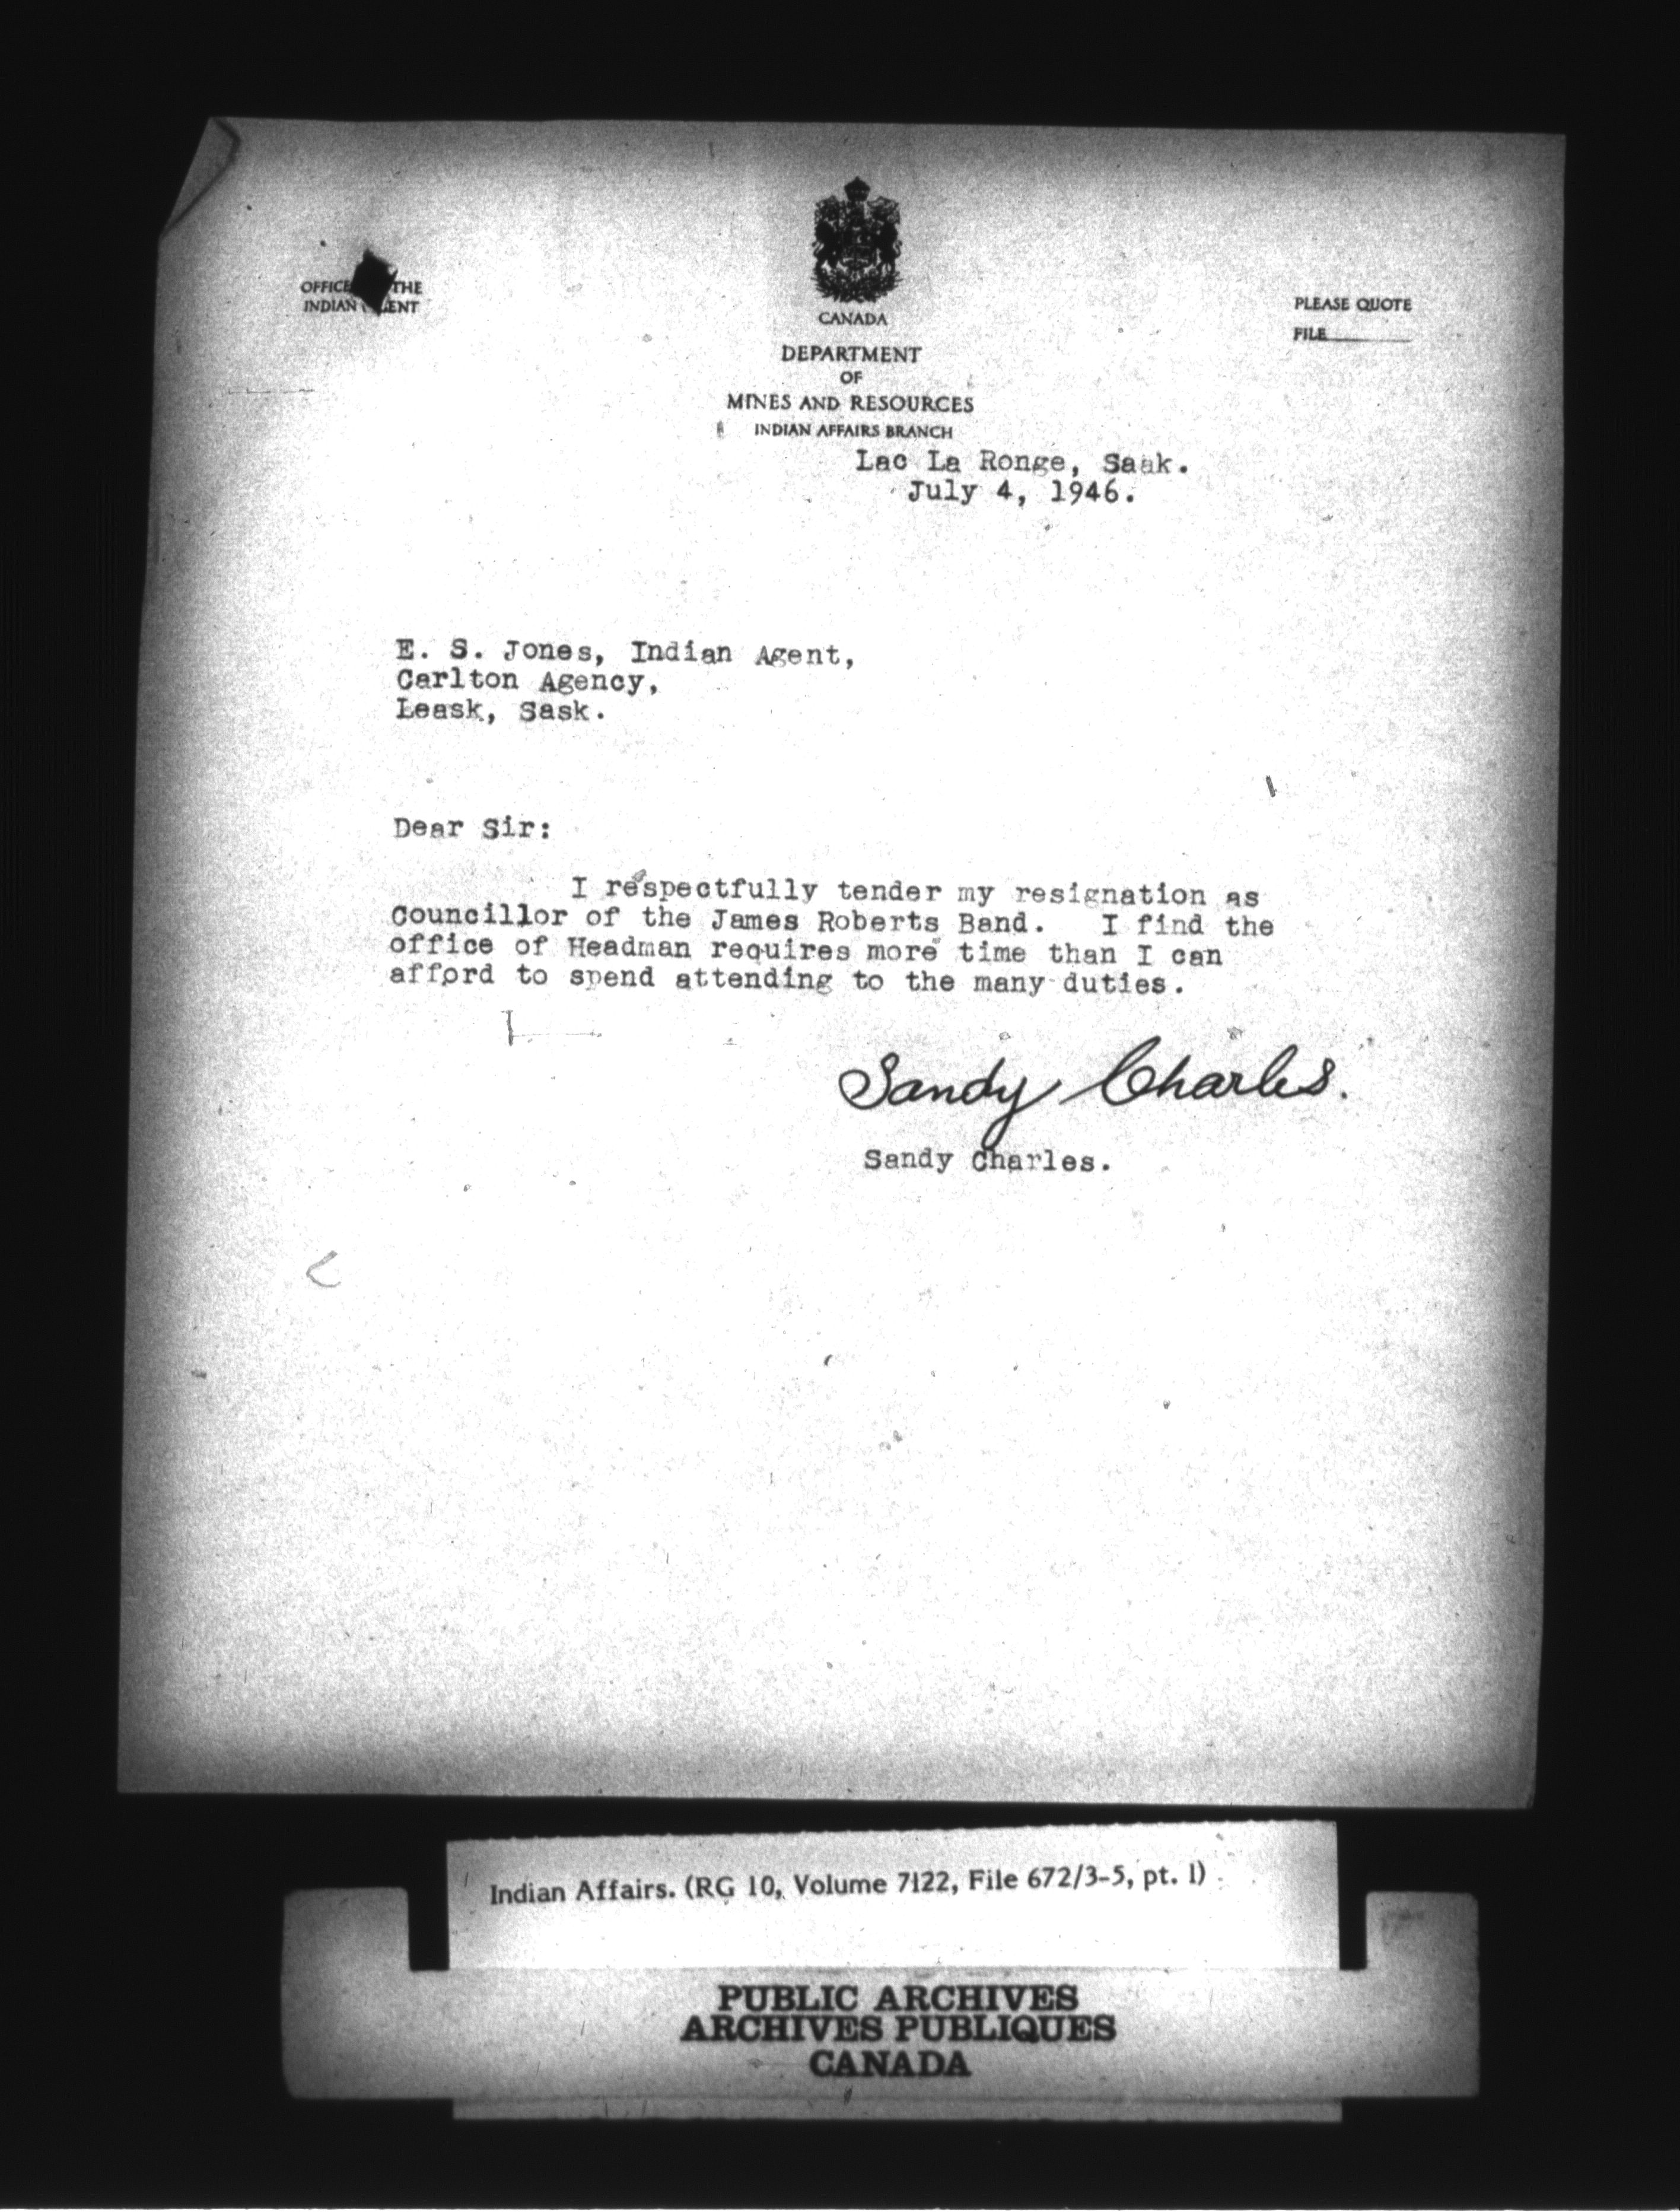 OFFICE THE
INDIAN ENT
CANADA
DEPARTMENT
OF
MINES AND RESOURCES
INDIAN AFFAIRS BRANCH
PLEASE QUOTE
FILE
Lac La Ronge, Sask.
July 4, 1946.
E. S. Jones, Indian Agent,
Carlton Agency,
Leask, Sask.
Dear Sir:
I respectfully tender my resignation as
Councillor of the James Roberts Band. I find the
office of Headman requires more time than I can
afford to spend attending to the many duties.
Sandy Charles.
Sandy Charles.
Indian Affairs. (RG 10, Volume 7122, File 672/3-5, pt. 1)
PUBLIC ARCHIVES
ARCHIVES PUBLIQUES
CANADA